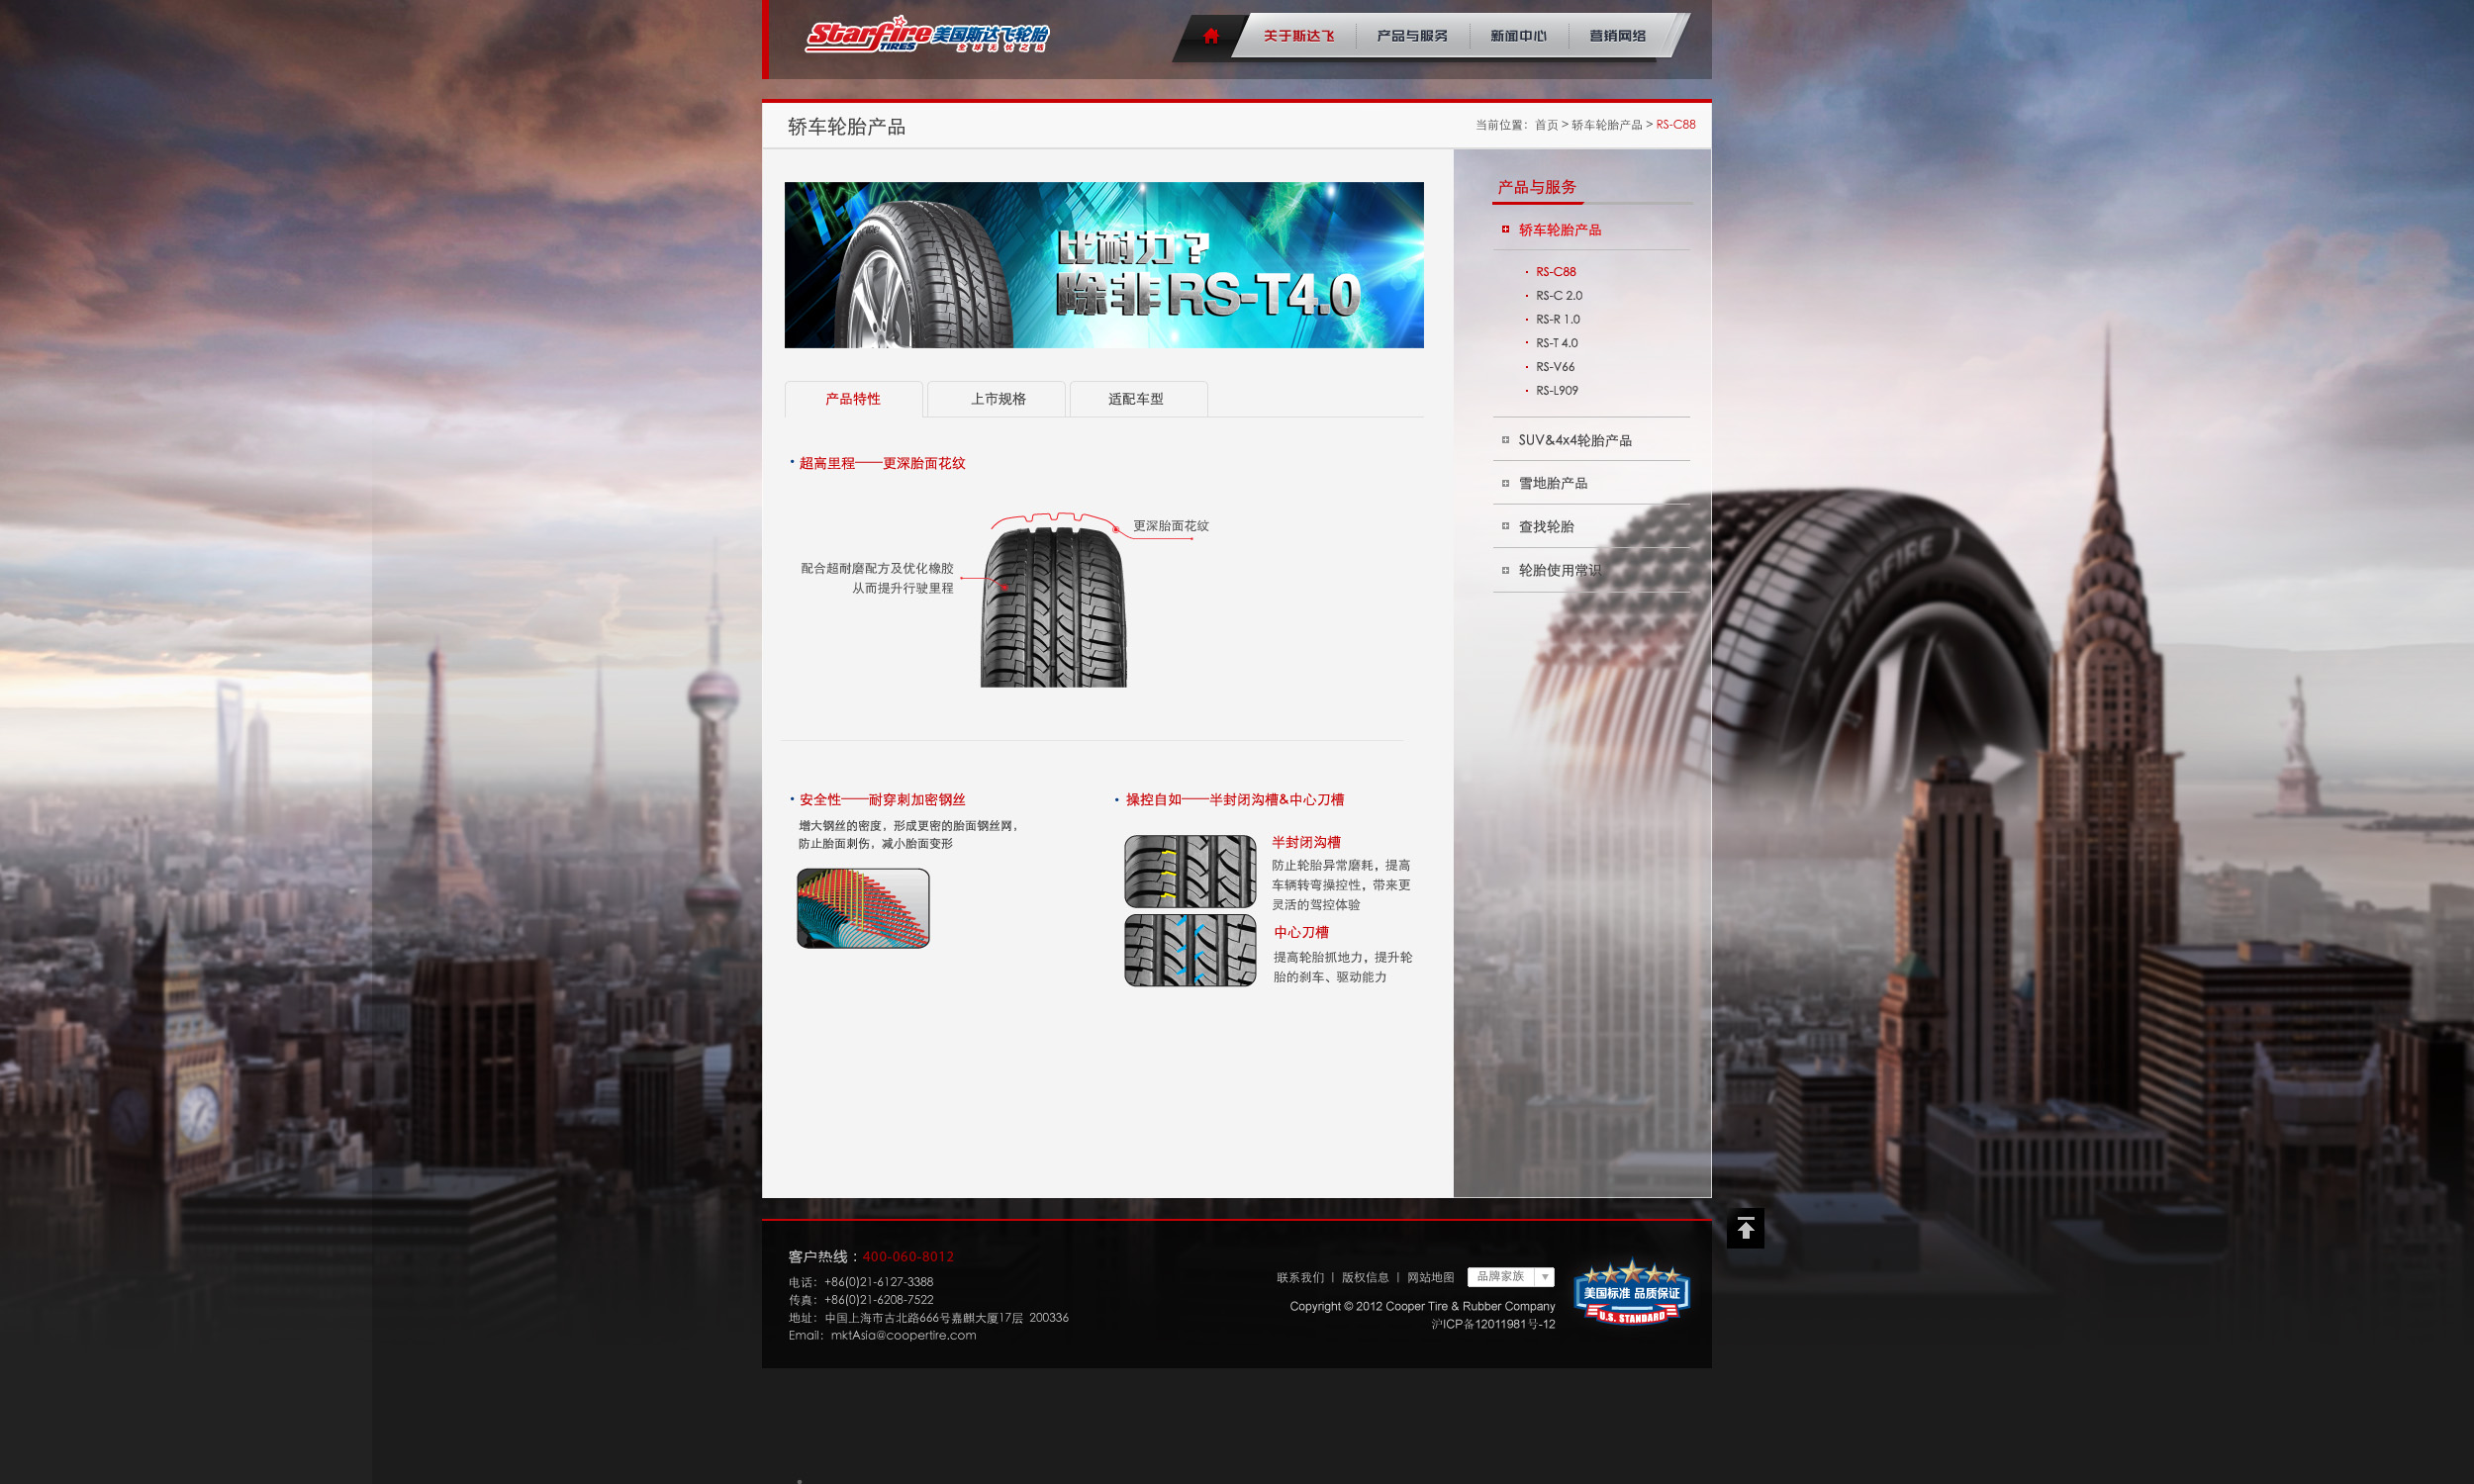 Starfire TIRES 美国斯达飞轮胎
关于斯达飞 产品与服务 新闻中心 营销网络
轿车轮胎产品
当前位置：首页 > 轿车轮胎产品 > RS-C88
比耐力？
除非RS-T4.0
产品特性 上市规格 适配车型
超高里程——更深胎面花纹
更深胎面花纹
配合超耐磨配方及优化橡胶
从而提升行驶里程
安全性——耐穿刺加密钢丝
增大钢丝的密度，形成更密的胎面钢丝网，
防止胎面刺伤，减小胎面变形
操控自如——半封闭沟槽&中心刀槽
半封闭沟槽
防止轮胎异常磨耗，提高
车辆转弯操控性，带来更
灵活的驾控体验
中心刀槽
提高轮胎抓地力，提升轮
胎的刹车、驱动能力
产品与服务
轿车轮胎产品
RS-C88
RS-C 2.0
RS-R 1.0
RS-T 4.0
RS-V66
RS-L909
SUV&4x4轮胎产品
雪地胎产品
查找轮胎
轮胎使用常识
STARFIRE
客户热线：400-060-8012
电话：+86(0)21-6127-3388
传真：+86(0)21-6208-7522
地址：中国上海市古北路666号嘉麒大厦17层 200336
Email：mktAsia@coopertire.com
联系我们 | 版权信息 | 网站地图 品牌家族
Copyright © 2012 Cooper Tire & Rubber Company
沪ICP备12011981号-12
美国标准 品质保证
U.S. STANDARD